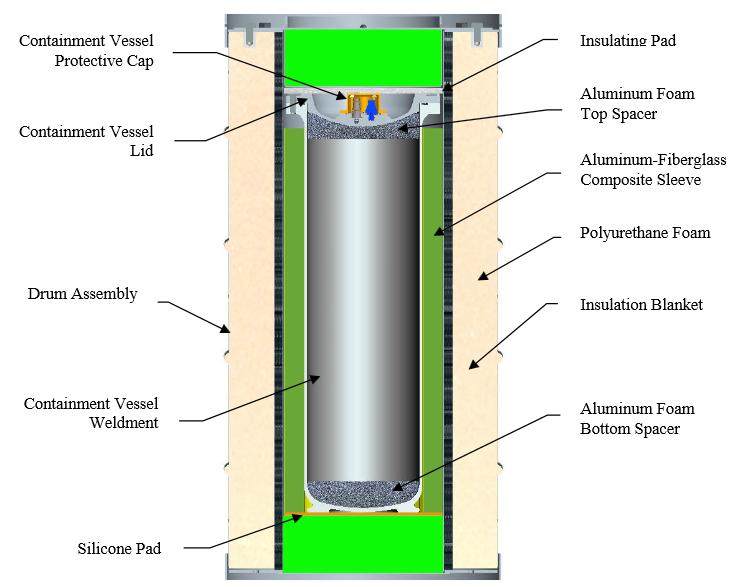 Containment Vessel
Protective Cap
Containment Vessel
Lid
Drum Assembly
Containment Vessel
Weldment
Silicone Pad
Insulating Pad
Aluminum Foam
Top Spacer
Aluminum-Fiberglass
Composite Sleeve
Polyurethane Foam
Insulation Blanket
Aluminum Foam
Bottom Spacer